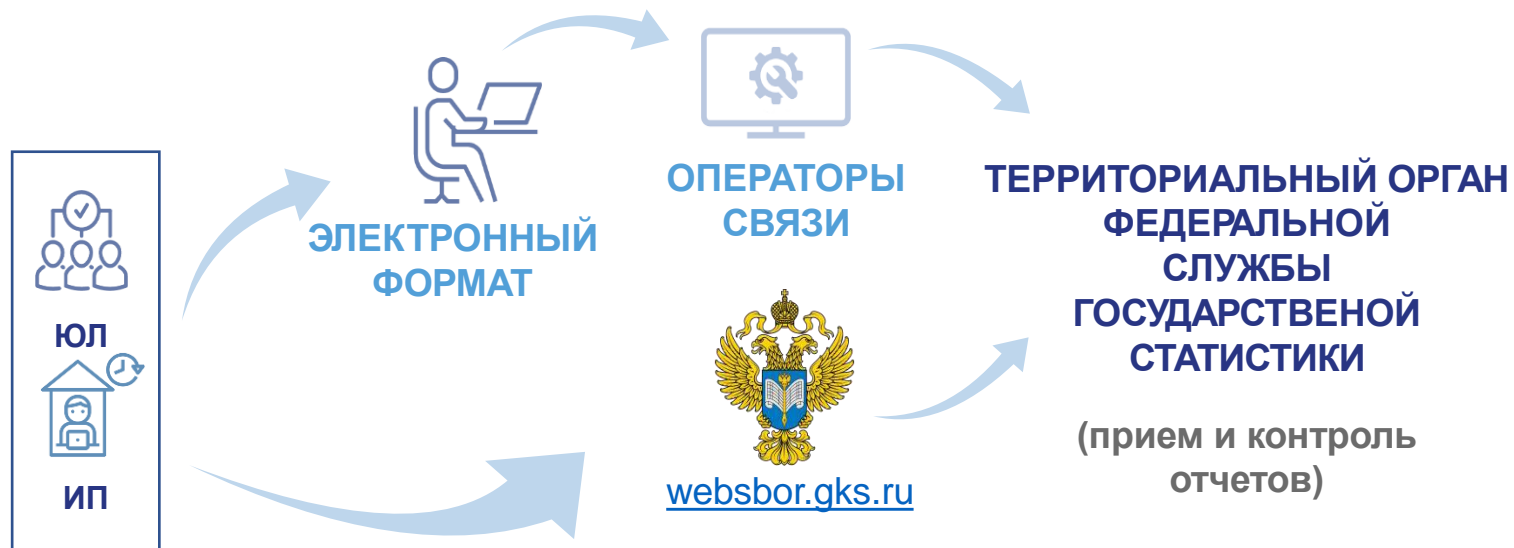 ЮЛ
ИП
ЭЛЕКТРОННЫЙ
ФОРМАТ
ОПЕРАТОРЫ
СВЯЗИ
websbor.gks.ru
ТЕРРИТОРИАЛЬНЫЙ ОРГАН
ФЕДЕРАЛЬНОЙ
СЛУЖБЫ
ГОСУДАРСТВЕНОЙ
СТАТИСТИКИ
(прием и контроль
отчетов)